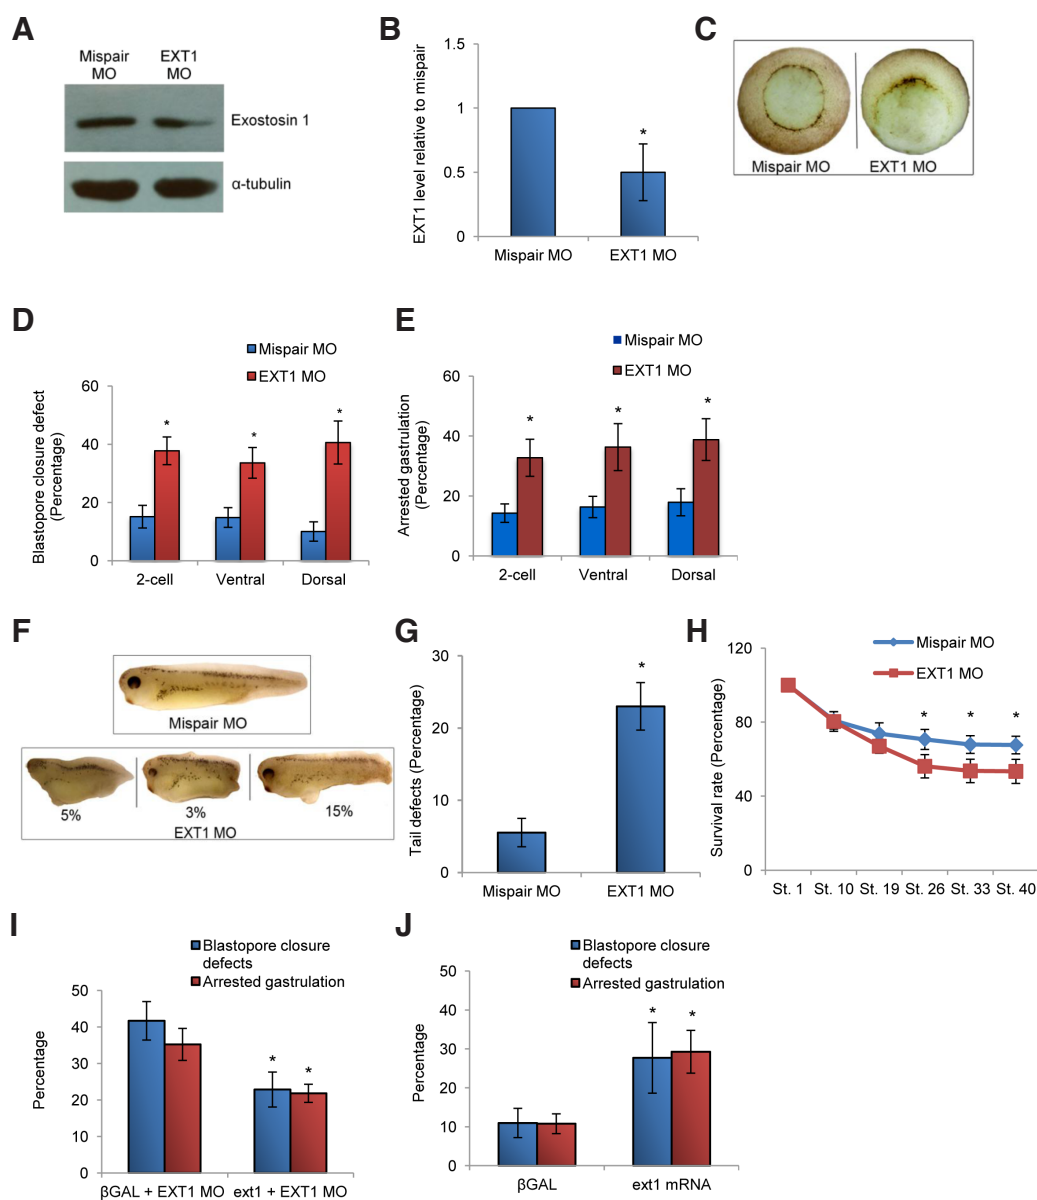 A
Mispair MO
EXT1 MO
Exostosin 1
α-tubulin
B
EXT1 level relative to mispair
1.5
1
0.5
0
*
Mispair MO
EXT1 MO
C
Mispair MO
EXT1 MO
D
Mispair MO
EXT1 MO
Blastopore closure defect
(Percentage)
60
40
20
0
*
*
*
2-cell
Ventral
Dorsal
E
Mispair MO
EXT1 MO
Arrested gastrulation
(Percentage)
60
40
20
0
*
*
*
2-cell
Ventral
Dorsal
F
Mispair MO
5%
3%
15%
EXT1 MO
G
Tail defects (Percentage)
30
20
10
0
*
Mispair MO
EXT1 MO
H
Mispair MO
EXT1 MO
Survival rate (Percentage)
120
80
40
0
*
*
*
St. 1
St. 10
St. 19
St. 26
St. 33
St. 40
I
Blastopore closure
defects
Arrested gastrulation
Percentage
50
40
30
20
10
0
*
*
βGAL + EXT1 MO
ext1 + EXT1 MO
J
Blastopore closure
defects
Arrested gastrulation
Percentage
50
40
30
20
10
0
*
*
βGAL
ext1 mRNA